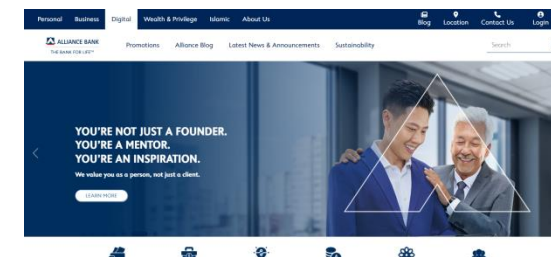 Personal Business Digital Wealth & Privilege Islamic About Us Blog Location Contact Us Login
ALLIANCE BANK
THE BANK FOR LIFE™
Promotions Alliance Blog Latest News & Announcements Sustainability Search
YOU'RE NOT JUST A FOUNDER.
YOU'RE A MENTOR.
YOU'RE AN INSPIRATION.
We value you as a person, not just a client.
LEARN MORE